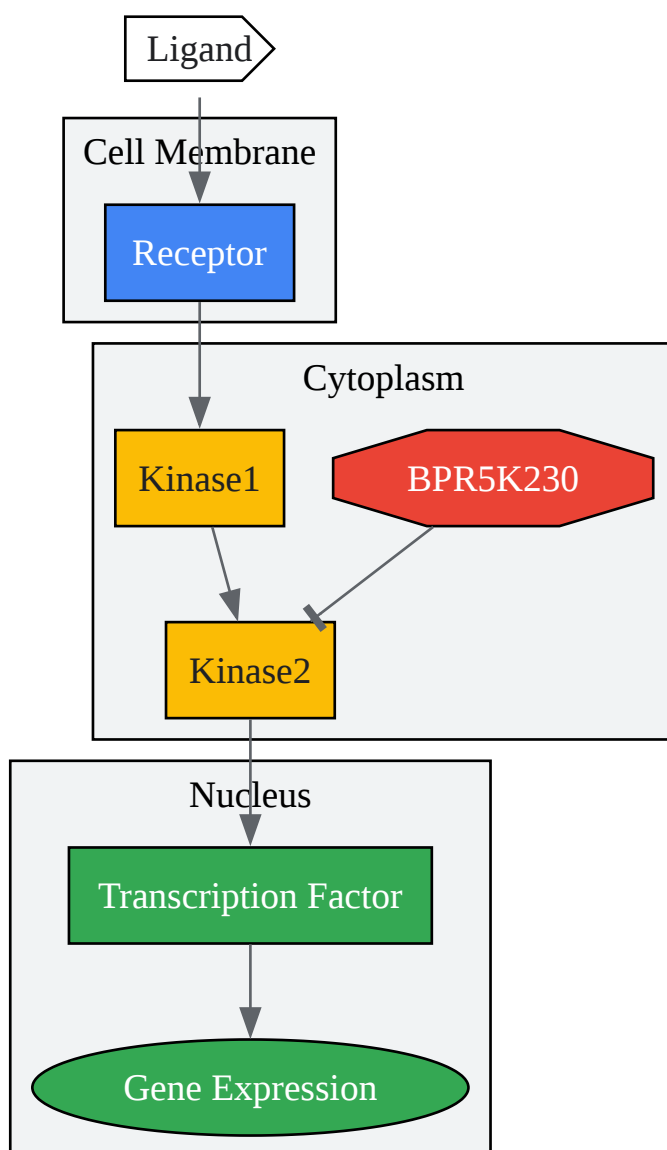 Ligand
Cell Membrane
Receptor
Cytoplasm
Kinase1
BPR5K230
Kinase2
Nucleus
Transcription Factor
Gene Expression